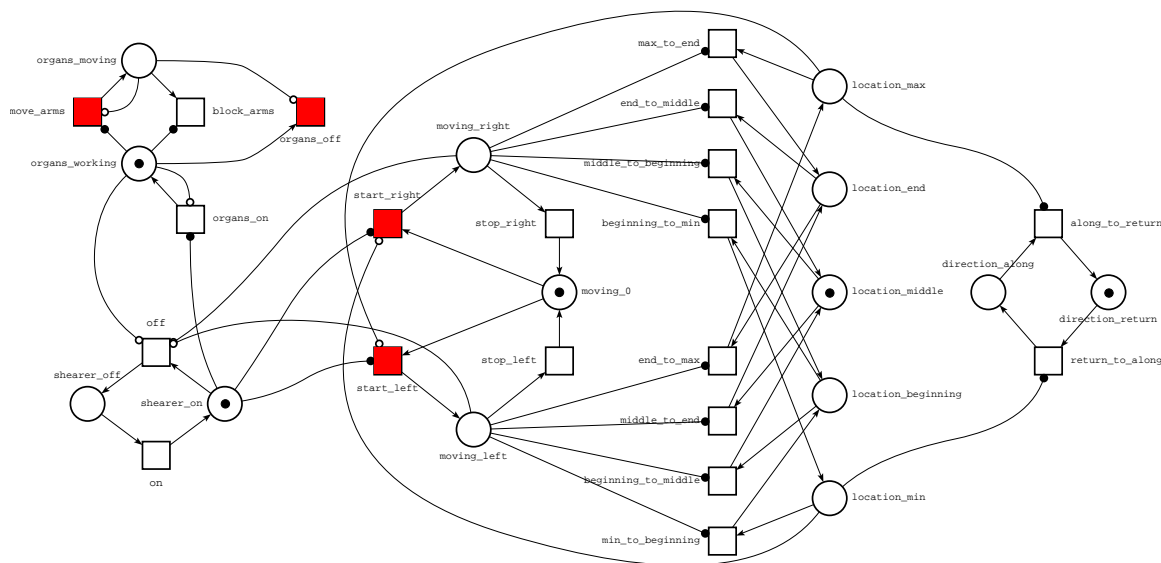 max_to_end
organs_moving
location_max
end_to_middle
move_arms
block_arms
organs_off
moving_right
organs_working
middle_to_beginning
location_end
start_right
organs_on
stop_right
beginning_to_min
along_to_return
direction_along
moving_0
location_middle
direction_return
off
stop_left
end_to_max
return_to_along
shearer_off
start_left
shearer_on
location_beginning
middle_to_end
moving_left
on
beginning_to_middle
location_min
min_to_beginning